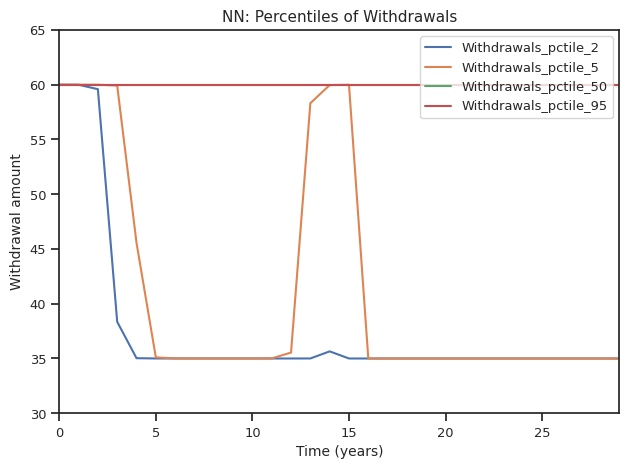 NN: Percentiles of Withdrawals
65
60
55
50
45
40
35
30
Withdrawal amount
Withdrawals_pctile_2
Withdrawals_pctile_5
Withdrawals_pctile_50
Withdrawals_pctile_95
0 5 10 15 20 25
Time (years)